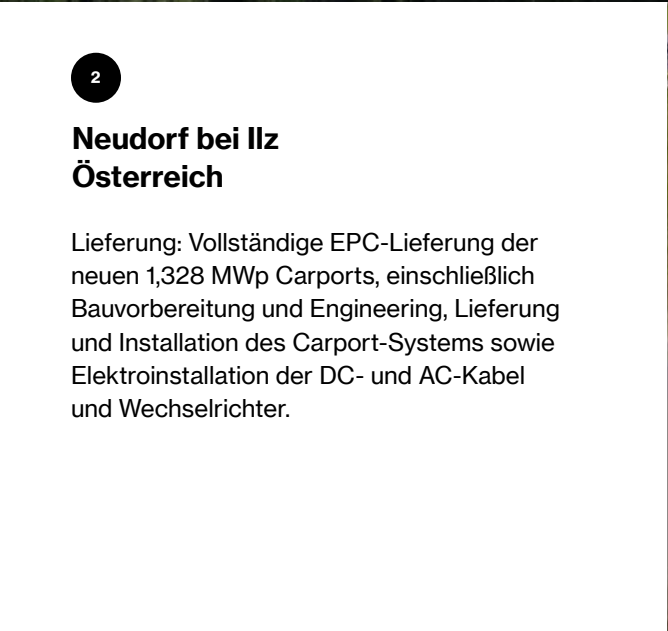 2
Neudorf bei Ilz
Österreich
Lieferung: Vollständige EPC-Lieferung der
neuen 1,328 MWp Carports, einschließlich
Bauvorbereitung und Engineering, Lieferung
und Installation des Carport-Systems sowie
Elektroinstallation der DC- und AC-Kabel
und Wechselrichter.